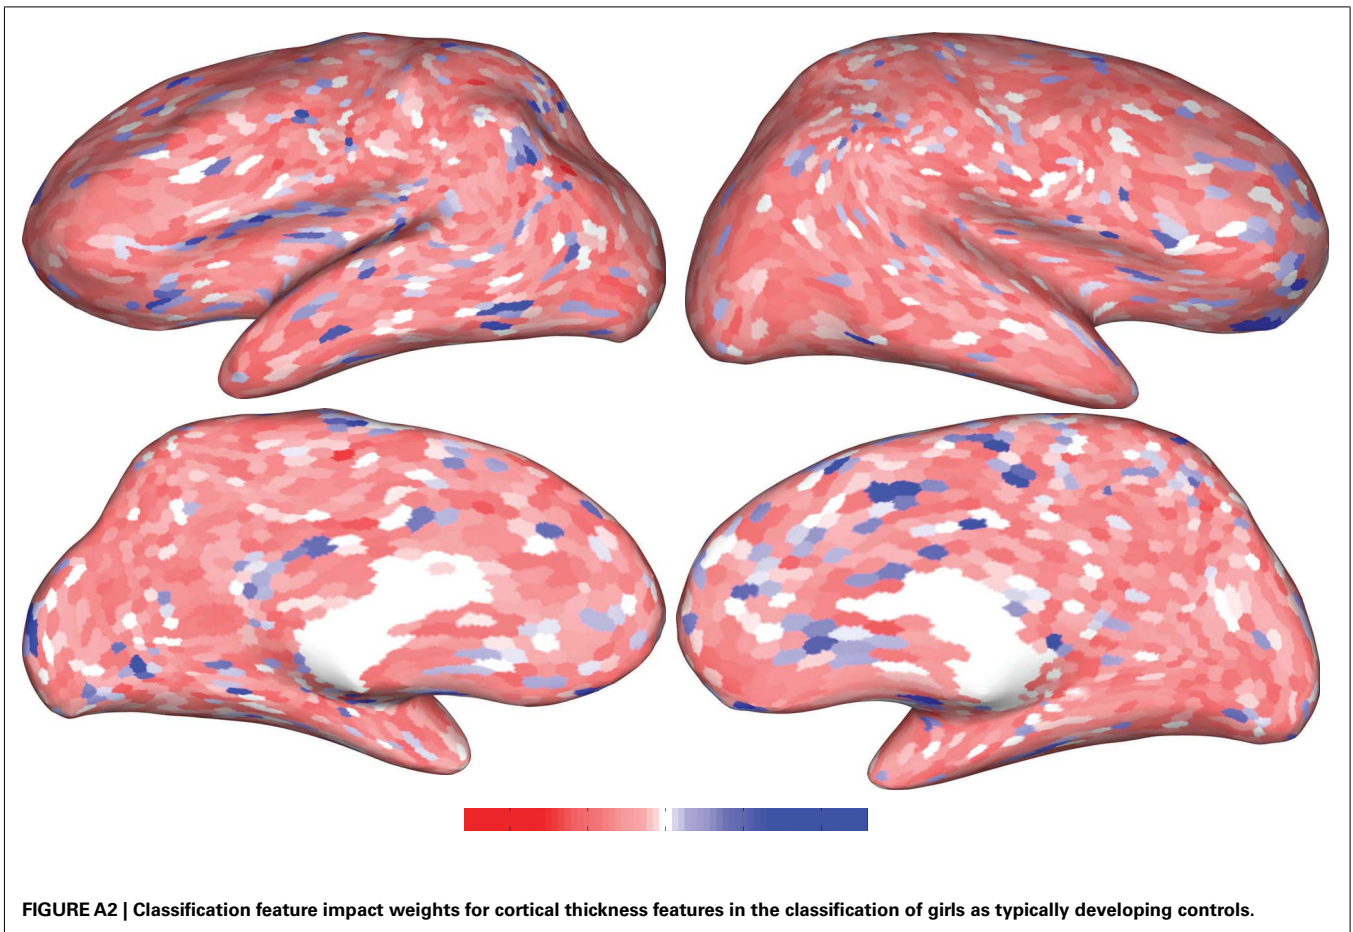 FIGURE A2 | Classification feature impact weights for cortical thickness features in the classification of girls as typically developing controls.